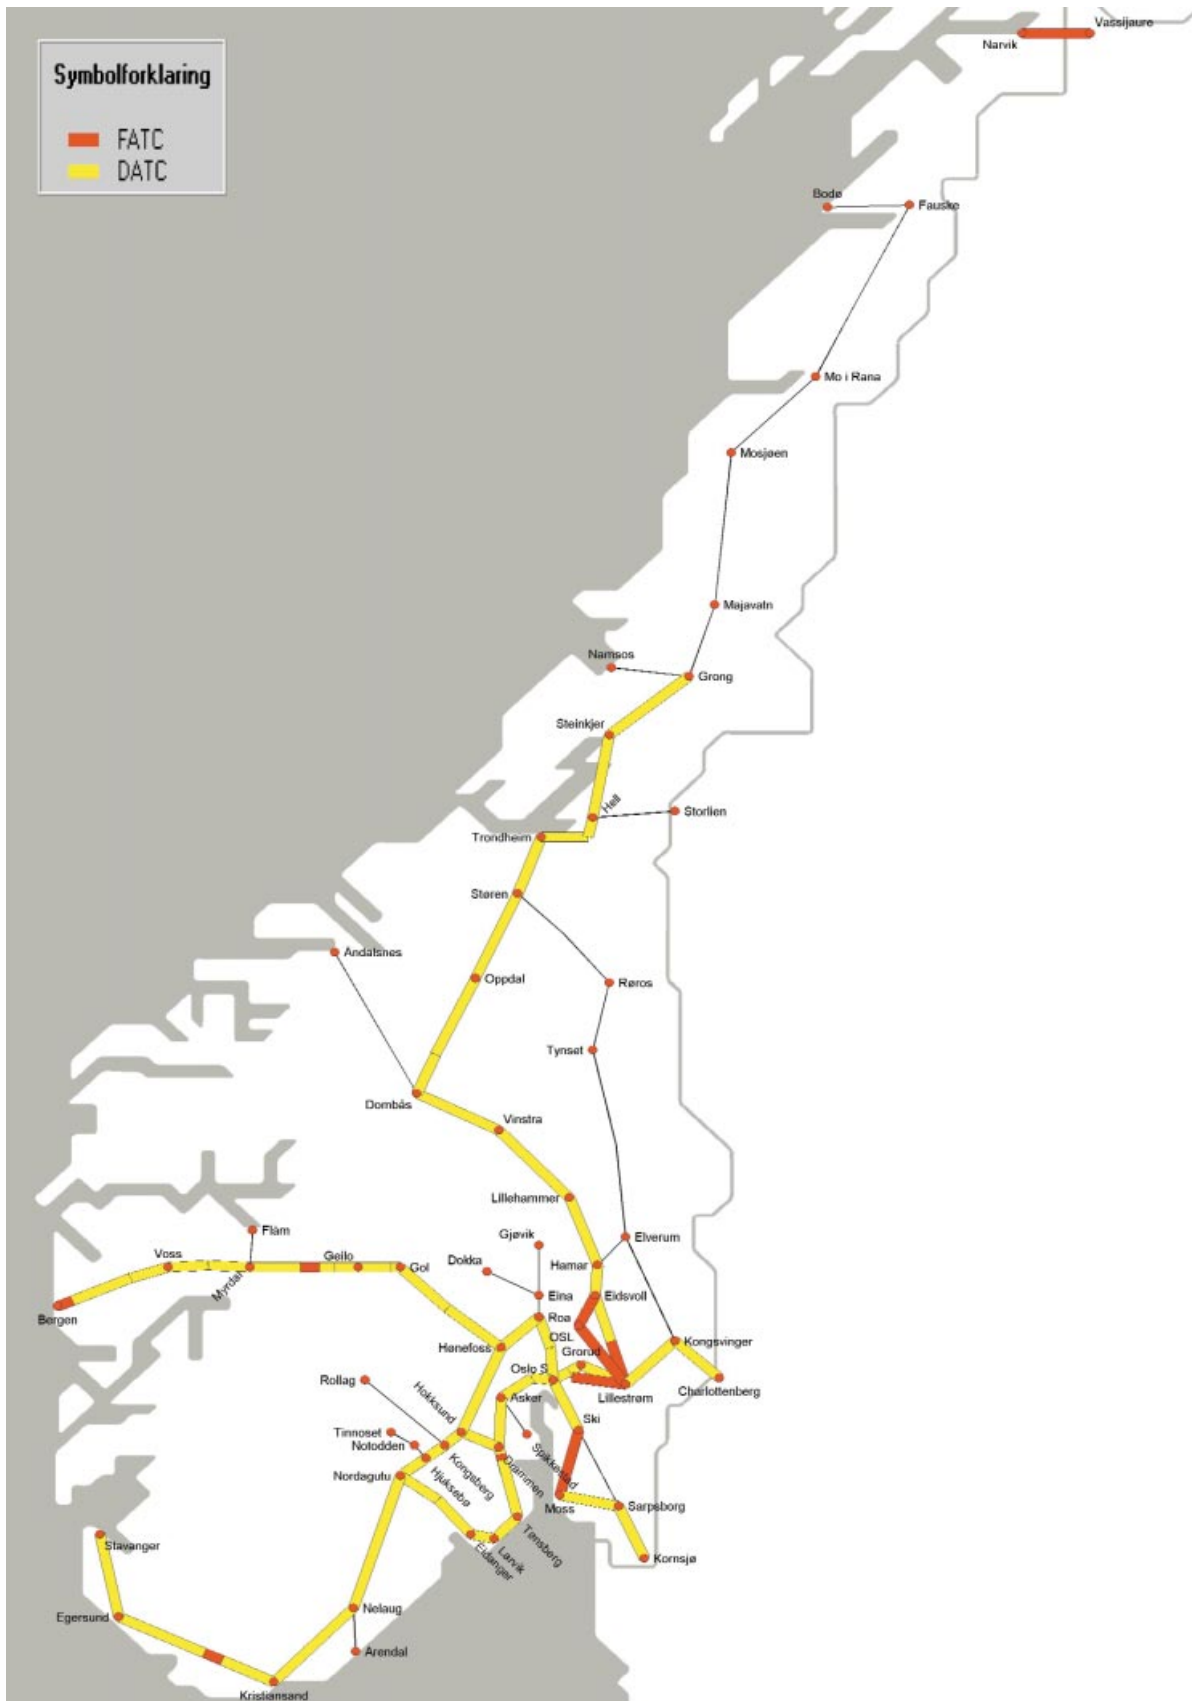 Vassijaure
Narvik
Symbolforklaring
FATC
DATC
Bodø
Fauske
Mo i Rana
Mosjøen
Majavatn
Namsos
Grong
Steinkjer
Hell
Storlien
Trondheim
Støren
Andalsnes
Oppdal
Røros
Tynset
Dombås
Vinstra
Lillehammer
Flåm
Gjøvik
Elverum
Voss
Geilo
Gol
Dokka
Hamar
Myrdal
Eina
Eidsvoll
Bergen
Roa
OSL
Hønefoss
Grorud
Kongsvinger
Oslo S
Rollag
Lillestrøm
Charlottenberg
Hokksund
Asker
Ski
Tinnoset
Notodden
Spikkestad
Kongsberg
Drammen
Nordagutu
Hjuksebø
Moss
Sarpsborg
Tønsberg
Stavanger
Eidanger
Larvik
Kornsjø
Egersund
Nelaug
Arendal
Kristiansand